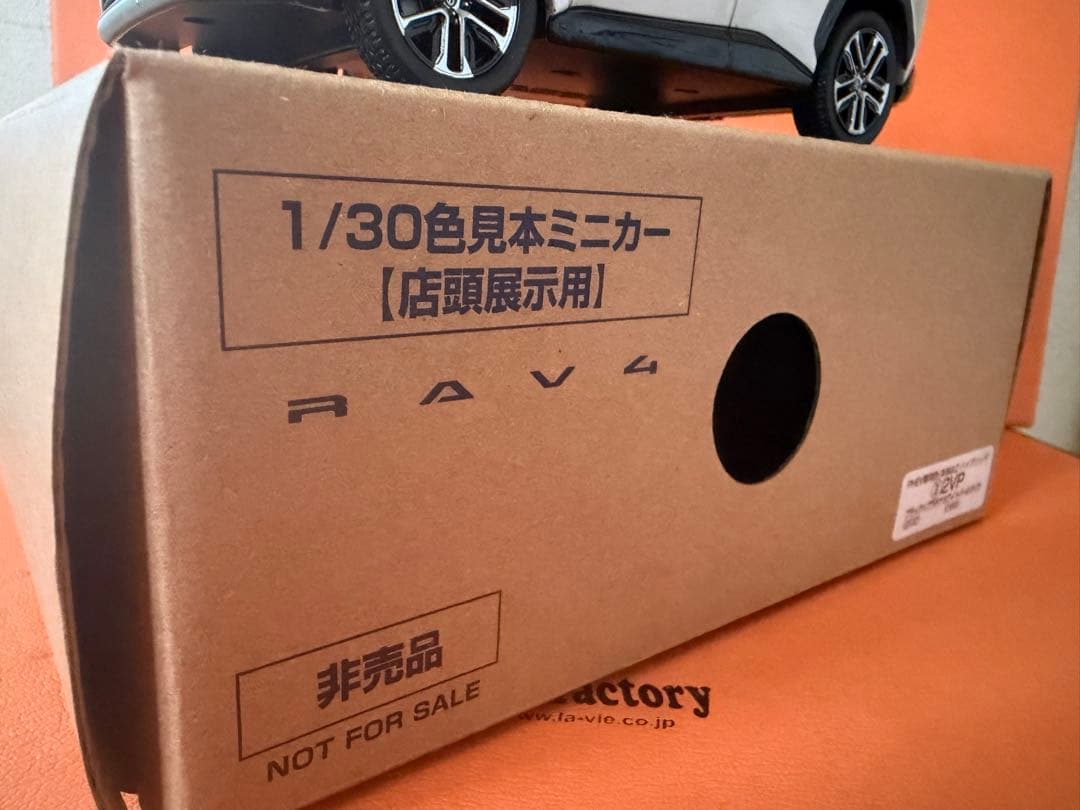 1/30色見本ミニカー
【店頭展示用】
RAV4
2VP
非売品
NOT FOR SALE
actory
www.la-vie.co.jp